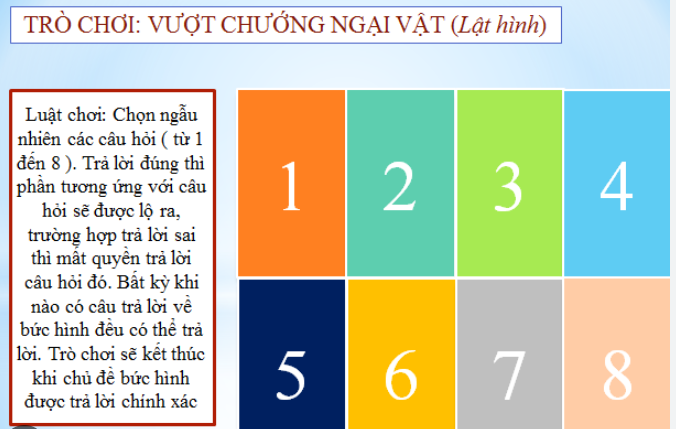 TRÒ CHƠI: VƯỢT CHƯỚNG NGẠI VẬT (Lật hình)
Luật chơi: Chọn ngẫu
nhiên các câu hỏi ( từ 1
đến 8 ). Trả lời đúng thì
phần tương ứng với câu
hỏi sẽ được lộ ra,
trường hợp trả lời sai
thì mất quyền trả lời
câu hỏi đó. Bất kỳ khi
nào có câu trả lời về
bức hình đều có thể trả
lời. Trò chơi sẽ kết thúc
khi chủ đề bức hình
được trả lời chính xác
1 2 3 4
5 6 7 8